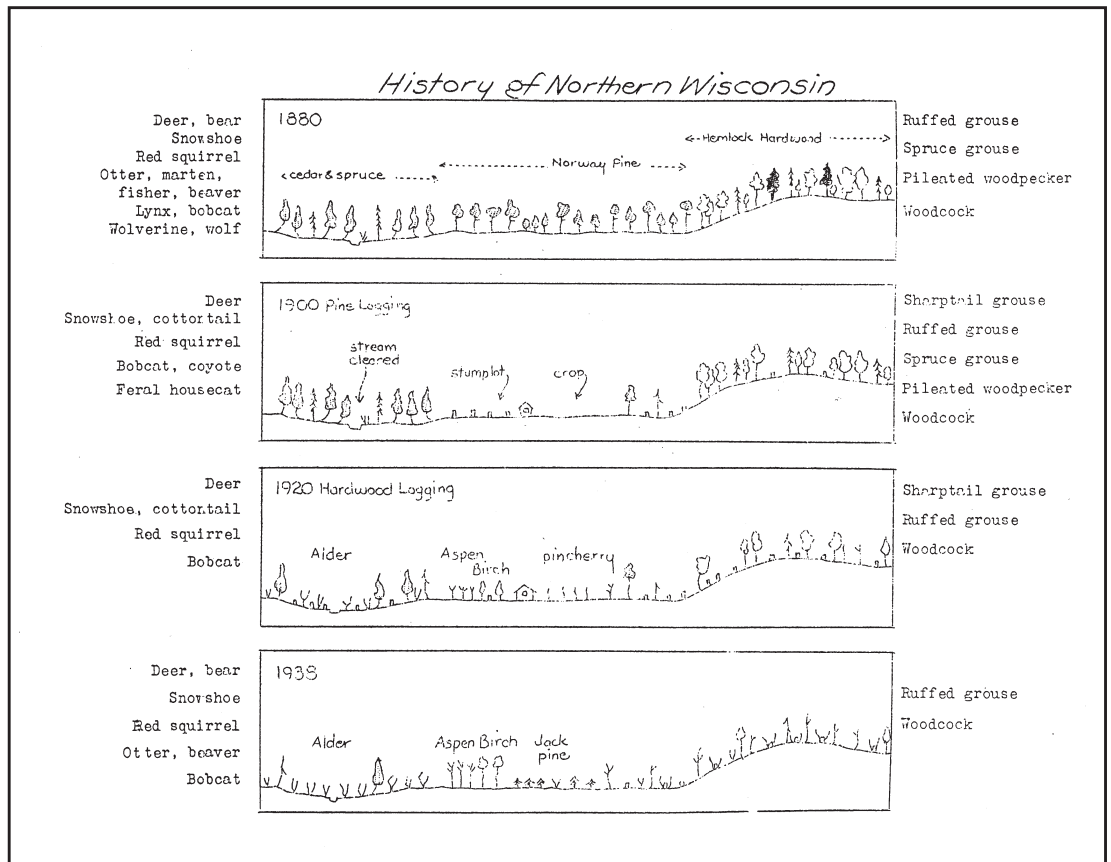 History of Northern Wisconsin
Deer, bear
Snowshoe
Red squirrel
Otter, marten,
fisher, beaver
Lynx, bobcat
Wolverine, wolf
1880
<cedar & spruce ----->
<------ Norway Pine ----->
<--- Hemlock Hardwood ------>
Ruffed grouse
Spruce grouse
Pileated woodpecker
Woodcock
Deer
Snowshoe, cottontail
Red squirrel
Bobcat, coyote
Feral housecat
1900 Pine Logging
stream
cleared
stumplot
crop
Sharptail grouse
Ruffed grouse
Spruce grouse
Pileated woodpecker
Woodcock
Deer
Snowshoe, cottontail
Red squirrel
Bobcat
1920 Hardwood Logging
Alder
Aspen
Birch
pincherry
Sharptail grouse
Ruffed grouse
Woodcock
Deer, bear
Snowshoe
Red squirrel
Otter, beaver
Bobcat
1938
Alder
Aspen Birch
Jack
pine
Ruffed grouse
Woodcock